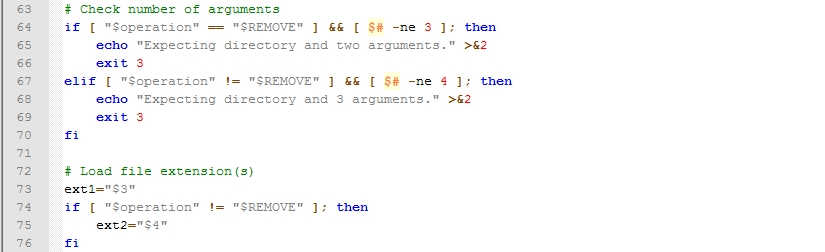 63 # Check number of arguments
64 if [ "$operation" == "$REMOVE" ] && [ $# -ne 3 ]; then
65 echo "Expecting directory and two arguments." >&2
66 exit 3
67 elif [ "$operation" != "$REMOVE" ] && [ $# -ne 4 ]; then
68 echo "Expecting directory and 3 arguments." >&2
69 exit 3
70 fi
71
72 # Load file extension(s)
73 ext1="$3"
74 if [ "$operation" != "$REMOVE" ]; then
75 ext2="$4"
76 fi